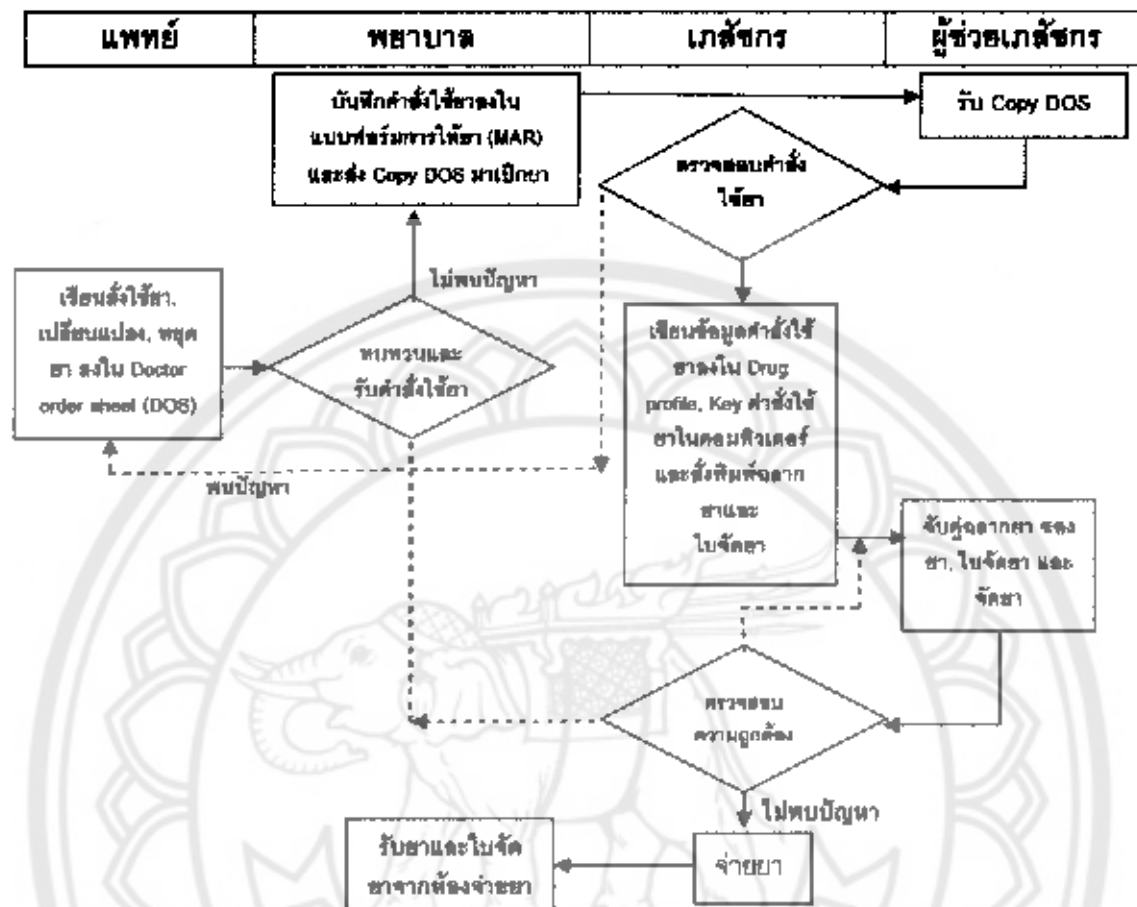 แพทย์
พยาบาล
เภสัชกร
ผู้ช่วยเภสัชกร
บันทึกคำสั่งใช้ยาลงใน
แบบฟอร์มการให้ยา (MAR)
และส่ง Copy DOS มาเบิกยา
รับ Copy DOS
ตรวจสอบคำสั่ง
ใช้ยา
ไม่พบปัญหา
เขียนสั่งใช้ยา,
เปลี่ยนแปลง, หยุด
ยา ลงใน Doctor
order sheet (DOS)
ทบทวนและ
รับคำสั่งใช้ยา
เขียนข้อมูลคำสั่งใช้
ยาลงใน Drug
profile, Key คำสั่งใช้
ยาในคอมพิวเตอร์
และสั่งพิมพ์ฉลาก
ยาและ
ใบจัดยา
พบปัญหา
จับคู่ฉลากยา ซอง
ยา, ใบจัดยา และ
จัดยา
ตรวจสอบ
ความถูกต้อง
ไม่พบปัญหา
รับยาและใบจัด
ยาจากห้องจ่ายยา
จ่ายยา